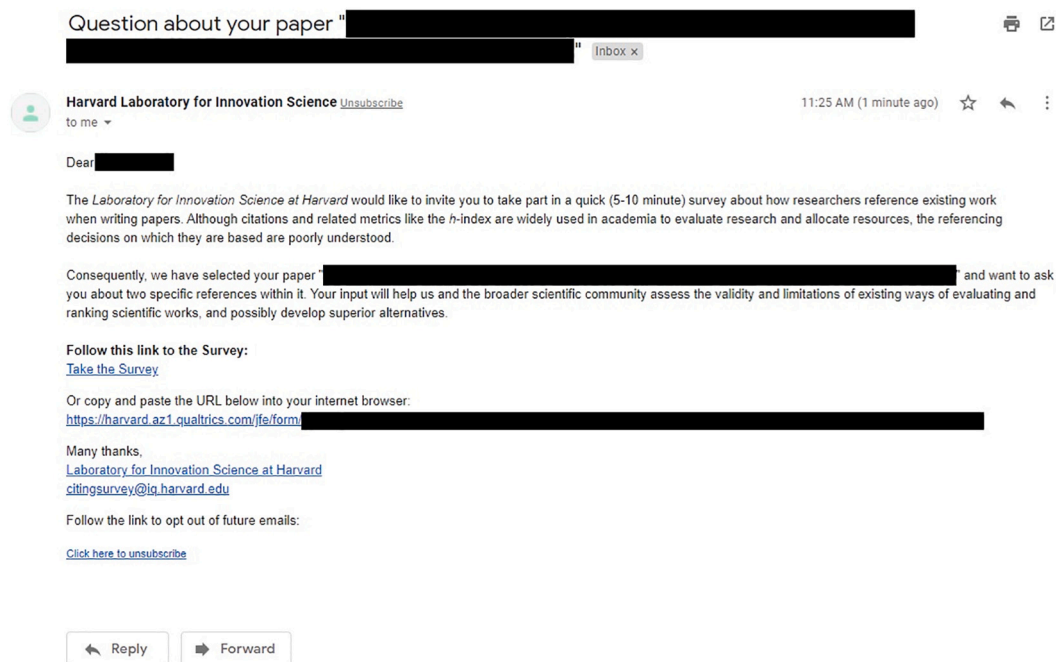 Question about your paper "
"
Inbox x
Harvard Laboratory for Innovation Science Unsubscribe
11:25 AM (1 minute ago)
to me
Dear
The Laboratory for Innovation Science at Harvard would like to invite you to take part in a quick (5-10 minute) survey about how researchers reference existing work
when writing papers. Although citations and related metrics like the h-index are widely used in academia to evaluate research and allocate resources, the referencing
decisions on which they are based are poorly understood.
Consequently, we have selected your paper "" and want to ask
you about two specific references within it. Your input will help us and the broader scientific community assess the validity and limitations of existing ways of evaluating and
ranking scientific works, and possibly develop superior alternatives.
Follow this link to the Survey:
Take the Survey
Or copy and paste the URL below into your internet browser:
https://harvard.az1.qualtrics.com/jfe/form/
Many thanks,
Laboratory for Innovation Science at Harvard
citingsurvey@iq.harvard.edu
Follow the link to opt out of future emails:
Click here to unsubscribe
Reply
Forward